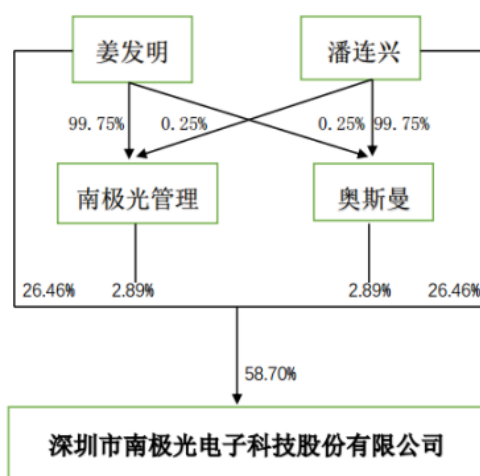 姜发明
潘连兴
99.75%
0.25%
0.25%
99.75%
南极光管理
奥斯曼
26.46%
2.89%
2.89%
26.46%
58.70%
深圳市南极光电子科技股份有限公司